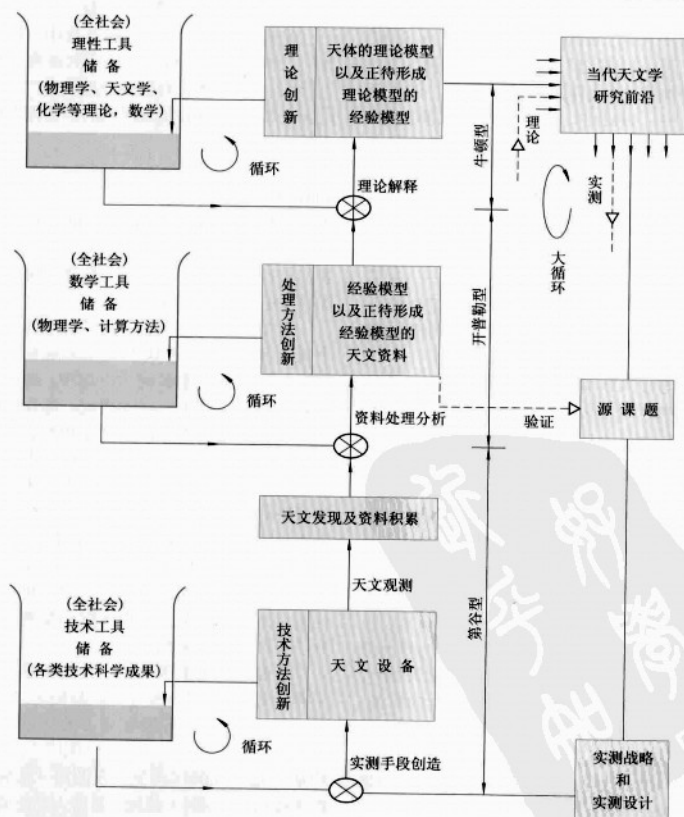 (全社会)
理性工具
储 备
(物理学、天文学、
化学等理论，数学)
循环
理论创新
天体的理论模型
以及正待形成
理论模型的
经验模型
理论解释
牛顿型
理论
当代天文学
研究前沿
实测
大循环
(全社会)
数学工具
储 备
(物理学、计算方法)
循环
处理方法创新
经验模型
以及正待形成
经验模型的
天文资料
资料处理分析
开普勒型
验证
源 课 题
天文发现及资料积累
天文观测
第谷型
(全社会)
技术工具
储 备
(各类技术科学成果)
循环
技术方法创新
天 文 设 备
实测手段创造
实测战略
和
实测设计